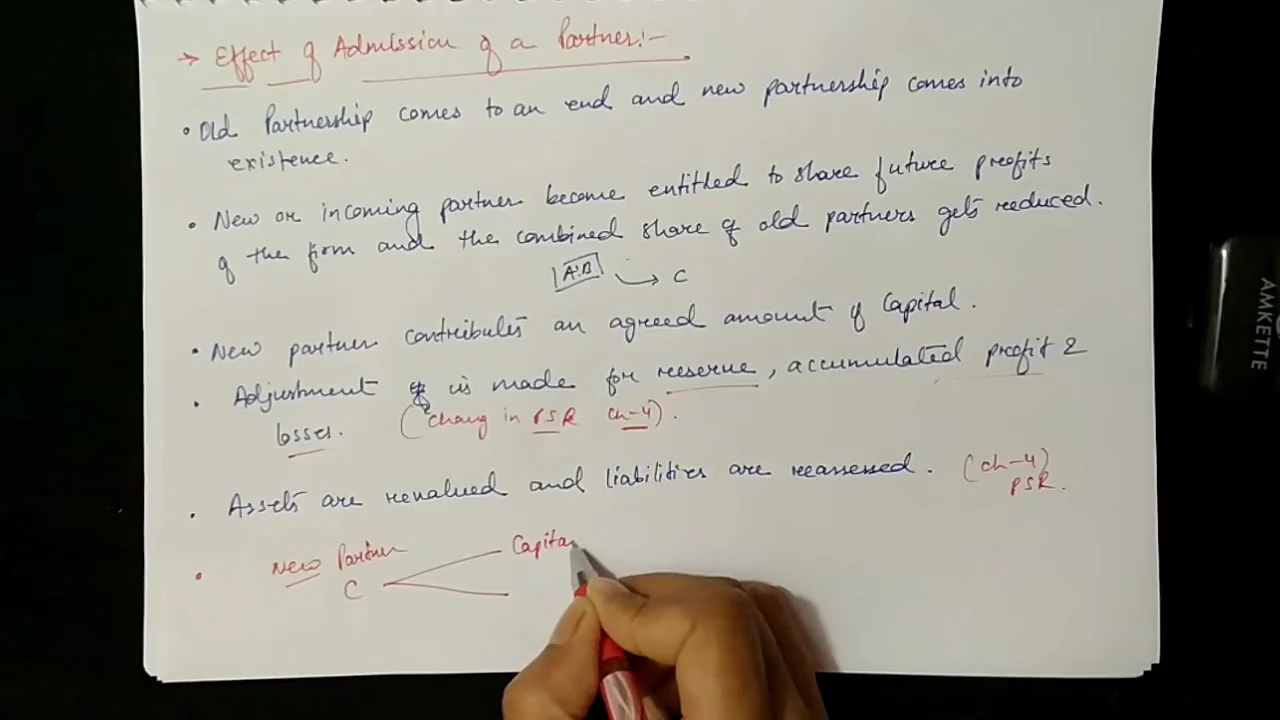 → Effect of Admission of a Partner:-
• Old Partnership comes to an end and new partnership comes into
existence.
• New or incoming partner become entitled to share future profits
of the firm and the combined share of old partners gets reduced.
A:B → C
• New partner contributes an agreed amount of Capital.
• Adjustment is made for reserve, accumulated profit &
losses. (chang in PSR ch-4).
• Assets are revalued and liabilities are reassessed. (ch-4)
PSR.
• New Partner Capita
C
AMKETTE